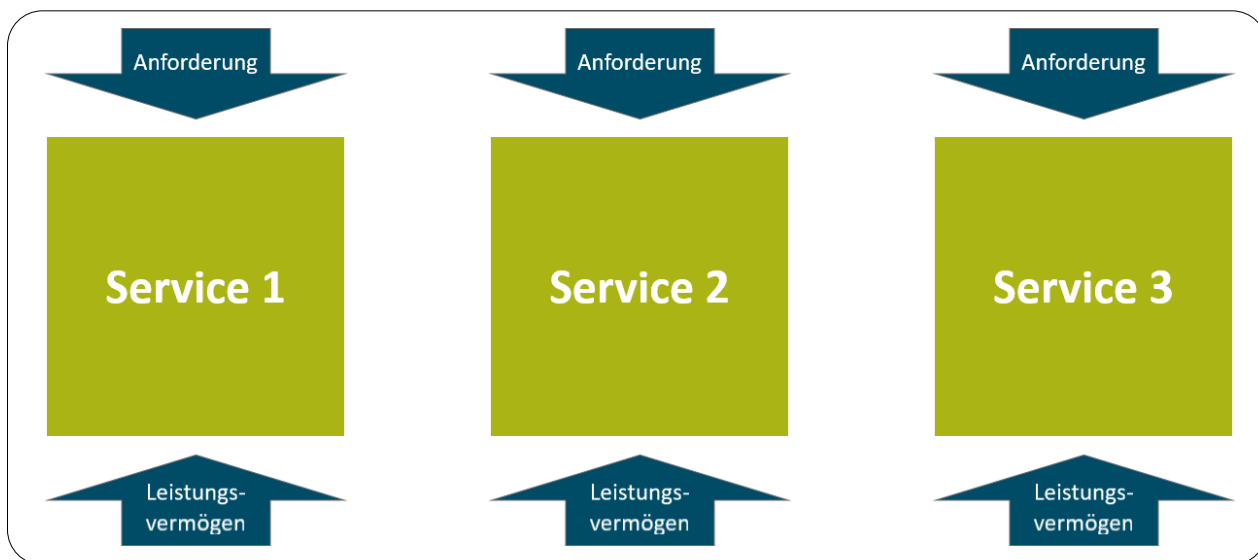 Anforderung
Anforderung
Anforderung
Service 1
Service 2
Service 3
Leistungs-
vermögen
Leistungs-
vermögen
Leistungs-
vermögen